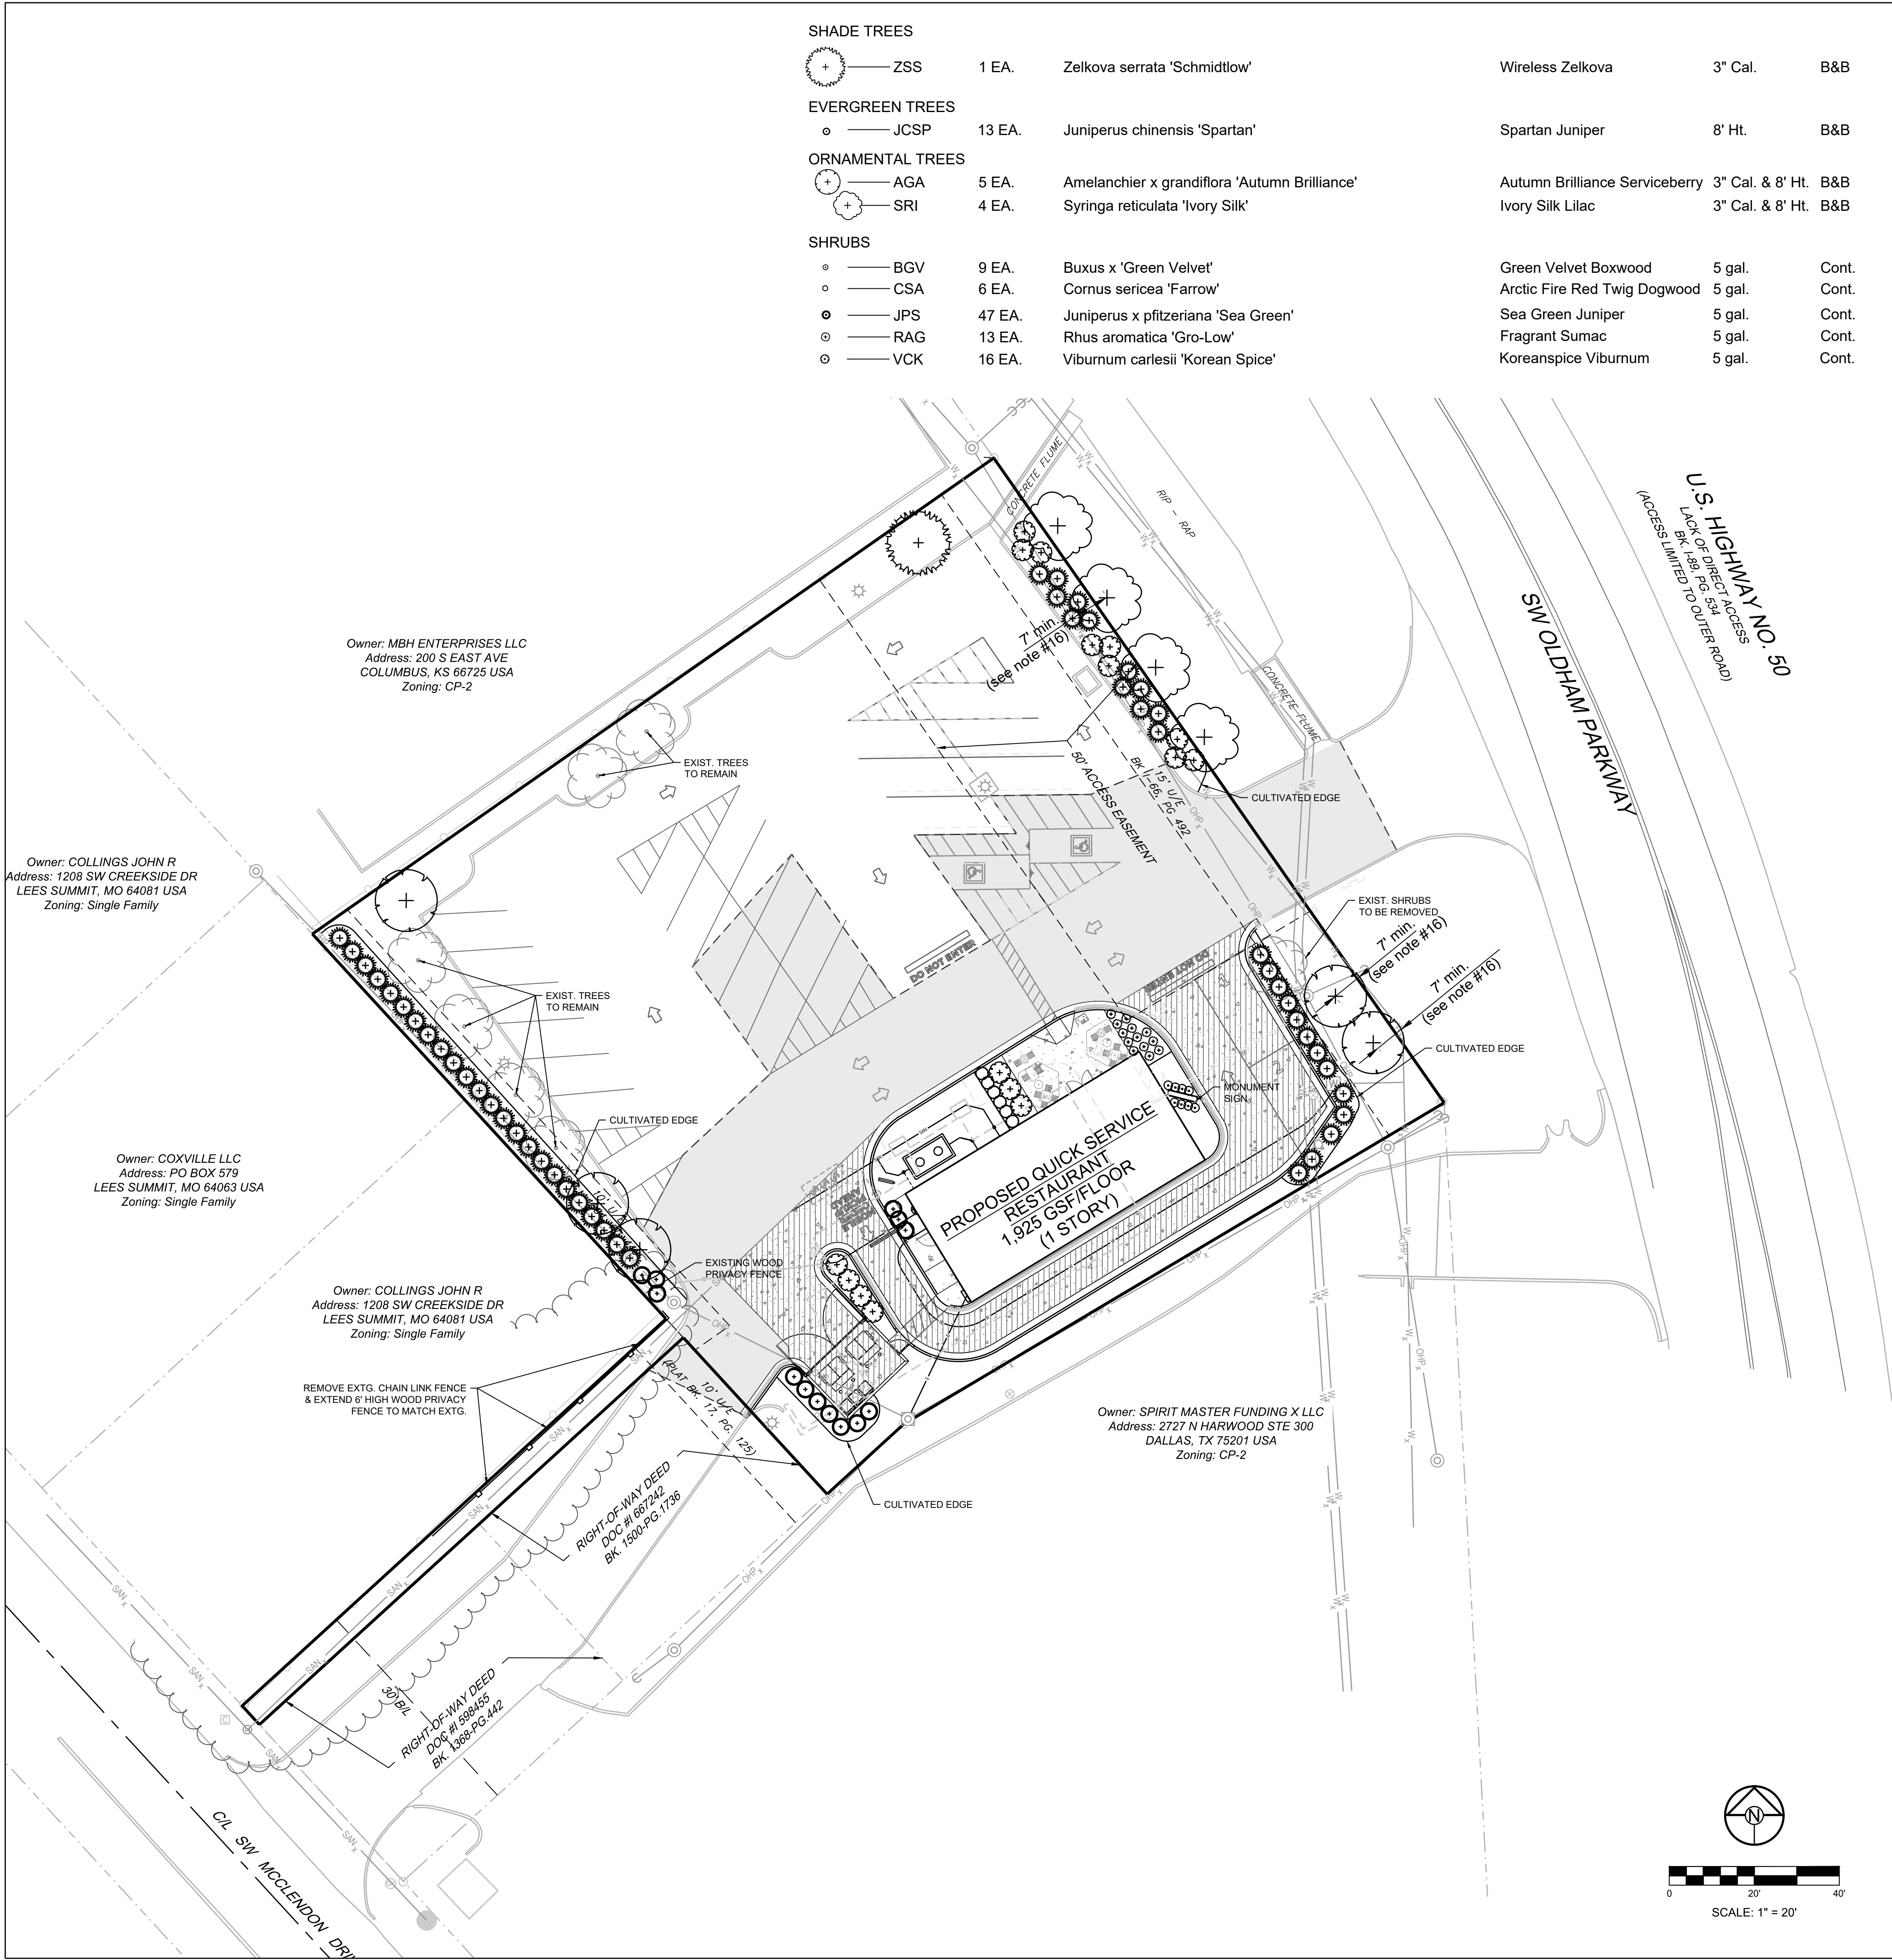 SHADE TREES
ZSS 1 EA. Zelkova serrata 'Schmidtlow' Wireless Zelkova 3" Cal. B&B
EVERGREEN TREES
JCSP 13 EA. Juniperus chinensis 'Spartan' Spartan Juniper 8' Ht. B&B
ORNAMENTAL TREES
AGA 5 EA. Amelanchier x grandiflora 'Autumn Brilliance' Autumn Brilliance Serviceberry 3" Cal. & 8' Ht. B&B
SRI 4 EA. Syringa reticulata 'Ivory Silk' Ivory Silk Lilac 3" Cal. & 8' Ht. B&B
SHRUBS
BGV 9 EA. Buxus x 'Green Velvet' Green Velvet Boxwood 5 gal. Cont.
CSA 6 EA. Cornus sericea 'Farrow' Arctic Fire Red Twig Dogwood 5 gal. Cont.
JPS 47 EA. Juniperus x pfitzeriana 'Sea Green' Sea Green Juniper 5 gal. Cont.
RAG 13 EA. Rhus aromatica 'Gro-Low' Fragrant Sumac 5 gal. Cont.
VCK 16 EA. Viburnum carlesii 'Korean Spice' Koreanspice Viburnum 5 gal. Cont.
CONCRETE FLUME
RIP - RAP
U.S. HIGHWAY NO. 50
LACK OF DIRECT ACCESS
BK. I-89, PG. 534
(ACCESS LIMITED TO OUTER ROAD)
SW OLDHAM PARKWAY
Owner: MBH ENTERPRISES LLC
Address: 200 S EAST AVE
COLUMBUS, KS 66725 USA
Zoning: CP-2
7' min.
(see note #16)
CONCRETE FLUME
EXIST. TREES
TO REMAIN
50' ACCESS EASEMENT
15' U/E
BK I-66, PG 492
CULTIVATED EDGE
Owner: COLLINGS JOHN R
Address: 1208 SW CREEKSIDE DR
LEES SUMMIT, MO 64081 USA
Zoning: Single Family
EXIST. SHRUBS
TO BE REMOVED
7' min.
(see note #16)
7' min.
(see note #16)
DO NOT ENTER
DO NOT ENTER
EXIST. TREES
TO REMAIN
CULTIVATED EDGE
MONUMENT
SIGN
CULTIVATED EDGE
PROPOSED QUICK SERVICE
RESTAURANT
1,925 GSF/FLOOR
(1 STORY)
Owner: COXVILLE LLC
Address: PO BOX 579
LEES SUMMIT, MO 64063 USA
Zoning: Single Family
10' U/E
EXISTING WOOD
PRIVACY FENCE
Owner: COLLINGS JOHN R
Address: 1208 SW CREEKSIDE DR
LEES SUMMIT, MO 64081 USA
Zoning: Single Family
REMOVE EXTG. CHAIN LINK FENCE
& EXTEND 6' HIGH WOOD PRIVACY
FENCE TO MATCH EXTG.
10' U/E
(PLAT BK. 17, PG. 125)
Owner: SPIRIT MASTER FUNDING X LLC
Address: 2727 N HARWOOD STE 300
DALLAS, TX 75201 USA
Zoning: CP-2
CULTIVATED EDGE
RIGHT-OF-WAY DEED
DOC #I 667242
BK. 1500-PG.1736
30' B/L
RIGHT-OF-WAY DEED
DOC #I 598455
BK. 1368-PG.442
C/L SW MCCLENDON DRI
N
0 20' 40'
SCALE: 1" = 20'